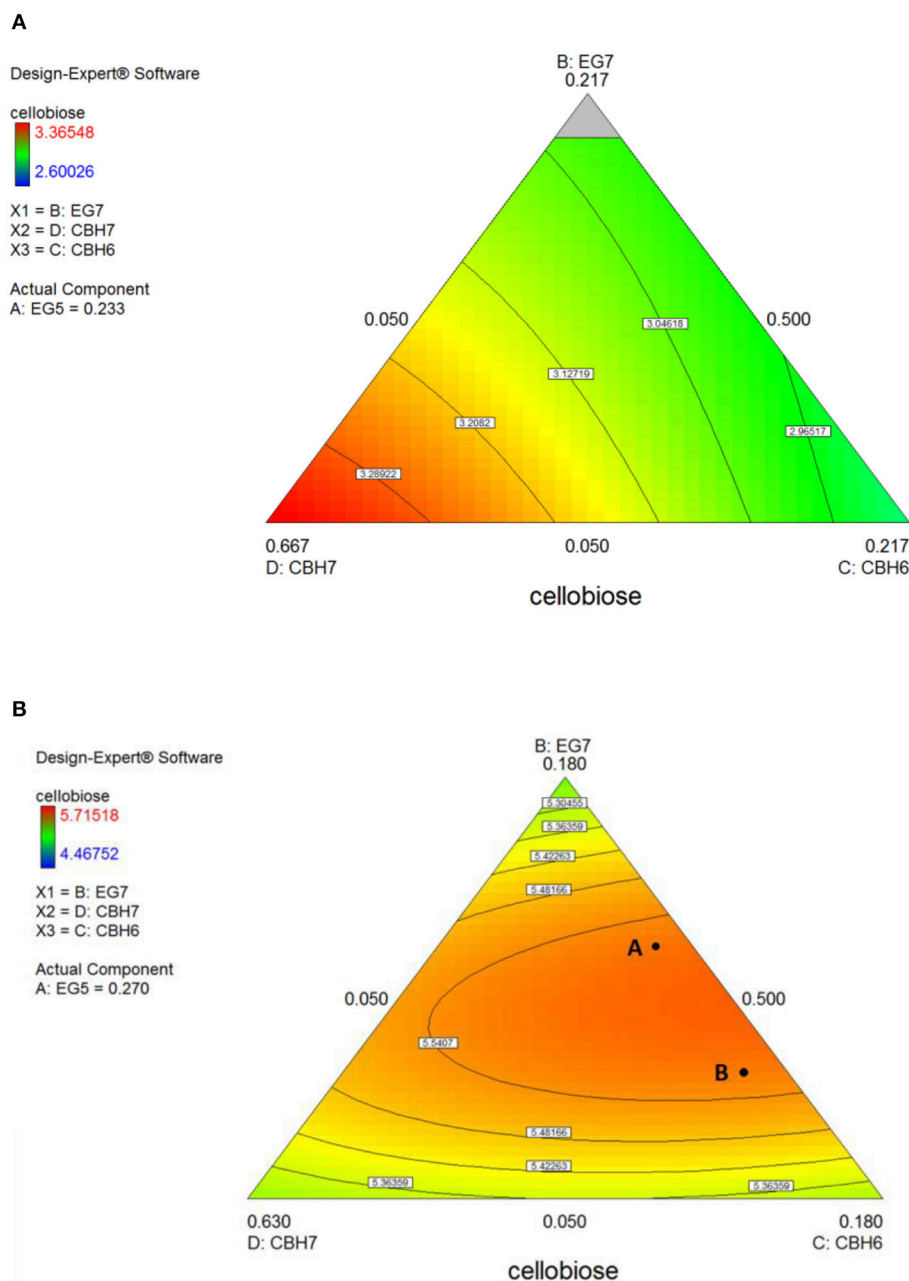 A
Design-Expert® Software
cellobiose
3.36548
2.60026
X1 = B: EG7
X2 = D: CBH7
X3 = C: CBH6
Actual Component
A: EG5 = 0.233
B: EG7
0.217
0.050
0.500
3.04618
3.12719
3.2082
2.96517
3.28922
0.667
0.050
0.217
D: CBH7
C: CBH6
cellobiose
B
Design-Expert® Software
cellobiose
5.71518
4.46752
X1 = B: EG7
X2 = D: CBH7
X3 = C: CBH6
Actual Component
A: EG5 = 0.270
B: EG7
0.180
5.30455
5.36359
5.42263
5.48166
A
0.050
0.500
5.5407
B
5.48166
5.42263
5.36359
5.36359
0.630
0.050
0.180
D: CBH7
C: CBH6
cellobiose